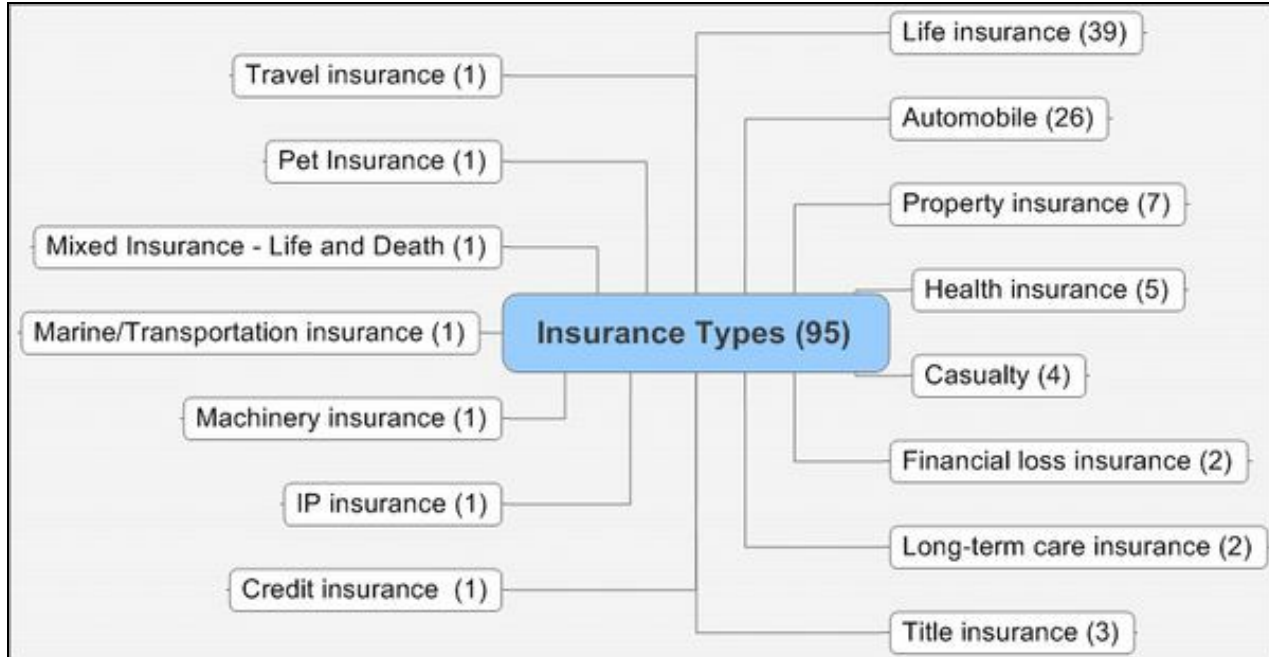 Life insurance (39)
Travel insurance (1)
Automobile (26)
Pet Insurance (1)
Property insurance (7)
Mixed Insurance - Life and Death (1)
Health insurance (5)
Marine/Transportation insurance (1)
Insurance Types (95)
Casualty (4)
Machinery insurance (1)
Financial loss insurance (2)
IP insurance (1)
Long-term care insurance (2)
Credit insurance  (1)
Title insurance (3)